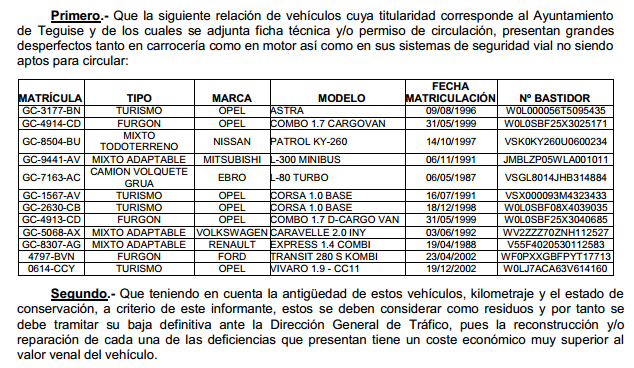 Primero.- Que la siguiente relación de vehículos cuya titularidad corresponde al Ayuntamiento
de Teguise y de los cuales se adjunta ficha técnica y/o permiso de circulación, presentan grandes
desperfectos tanto en carrocería como en motor así como en sus sistemas de seguridad vial no siendo
aptos para circular:
MATRÍCULA TIPO MARCA MODELO FECHA MATRICULACIÓN Nº BASTIDOR
GC-3177-BN TURISMO OPEL ASTRA 09/08/1996 W0L000056T5095435
GC-4914-CD FURGON OPEL COMBO 1.7 CARGOVAN 31/05/1999 W0L0SBF25X3025171
GC-8504-BU MIXTO TODOTERRENO NISSAN PATROL KY-260 14/10/1997 VSK0KY260U0600234
GC-9441-AV MIXTO ADAPTABLE MITSUBISHI L-300 MINIBUS 06/11/1991 JMBLZP05WLA001011
GC-7163-AC CAMION VOLQUETE GRUA EBRO L-80 TURBO 06/05/1987 VSGL8014JHB314884
GC-1567-AV TURISMO OPEL CORSA 1.0 BASE 16/07/1991 VSX000093M4323433
GC-2630-CB TURISMO OPEL CORSA 1.0 BASE 18/12/1998 W0L0SBF08X4039035
GC-4913-CD FURGON OPEL COMBO 1.7 D-CARGO VAN 31/05/1999 W0L0SBF25X3040685
GC-5068-AX MIXTO ADAPTABLE VOLKSWAGEN CARAVELLE 2.0 INY 03/06/1992 WV2ZZZ70ZNH112527
GC-8307-AG MIXTO ADAPTABLE RENAULT EXPRESS 1.4 COMBI 19/04/1988 V55F4020530112583
4797-BVN FURGON FORD TRANSIT 280 S KOMBI 23/04/2002 WF0PXXGBFPYT17713
0614-CCY TURISMO OPEL VIVARO 1.9 - CC11 19/12/2002 W0LJ7ACA63V614160
Segundo.- Que teniendo en cuenta la antigüedad de estos vehículos, kilometraje y el estado de
conservación, a criterio de este informante, estos se deben considerar como residuos y por tanto se
debe tramitar su baja definitiva ante la Dirección General de Tráfico, pues la reconstrucción y/o
reparación de cada una de las deficiencias que presentan tiene un coste económico muy superior al
valor venal del vehículo.